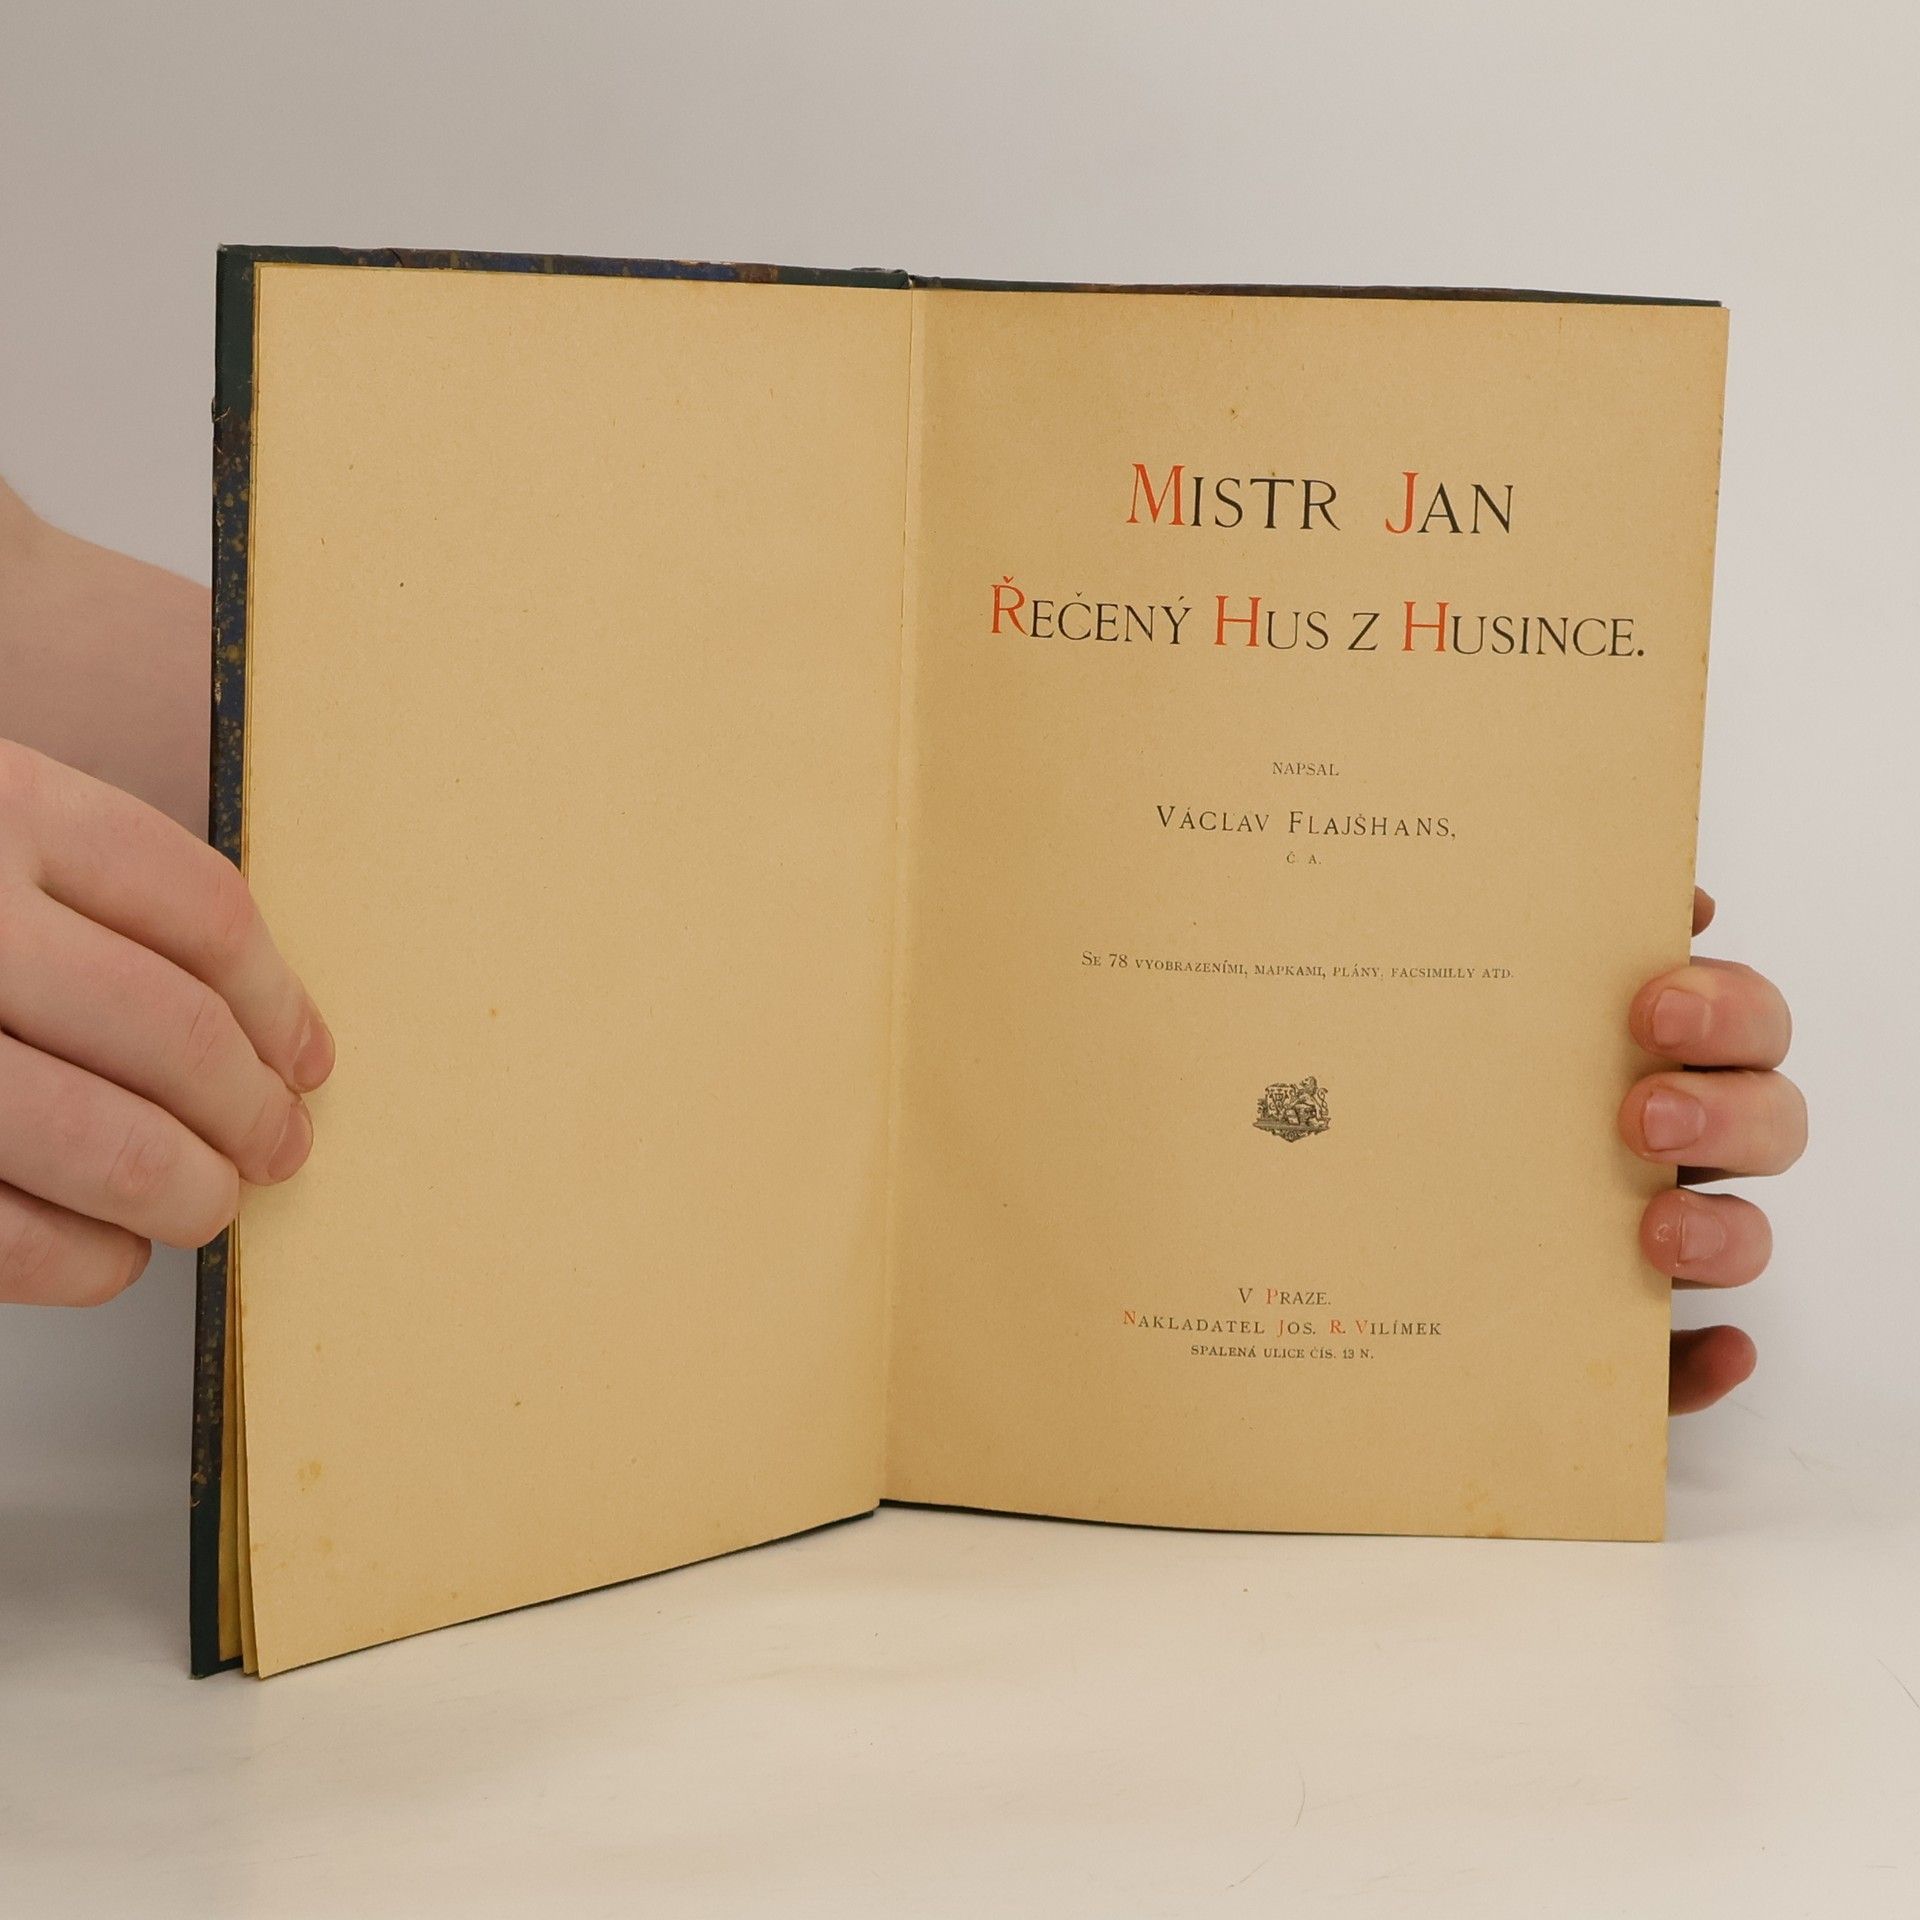 MISTR JAN
ŘEČENÝ HUS Z HUSINCE.
NAPSAL
VÁCLAV FLAJŠHANS,
Č. A.
SE 78 VYOBRAZENÍMI, MAPKAMI, PLÁNY, FACSIMILLY ATD.
V PRAZE.
NAKLADATEL JOS. R. VILÍMEK
SPALENÁ ULICE ČÍS. 13 N.